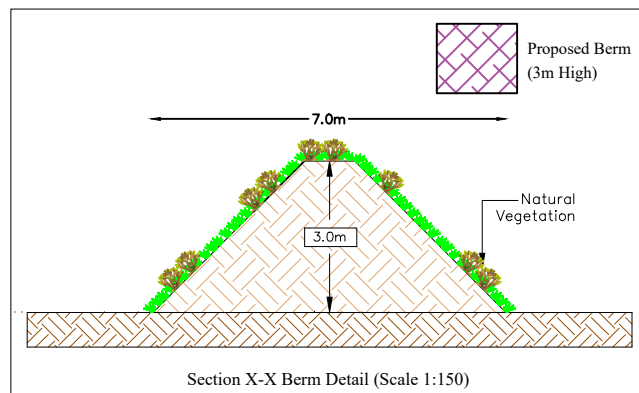 Proposed Berm
(3m High)
7.0m
Natural
Vegetation
3.0m
Section X-X Berm Detail (Scale 1:150)